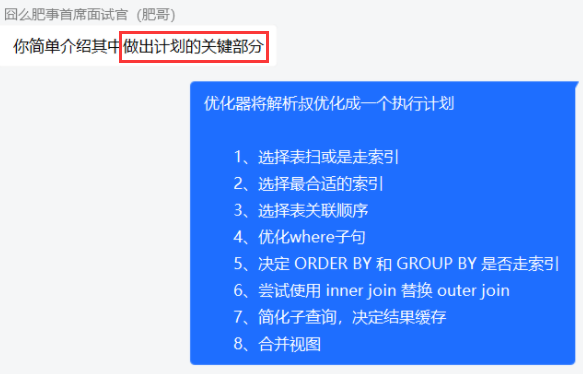 囧么肥事首席面试官（肥哥）
你简单介绍其中做出计划的关键部分
优化器将解析叔优化成一个执行计划
1、选择表扫或是走索引
2、选择最合适的索引
3、选择表关联顺序
4、优化where子句
5、决定 ORDER BY 和 GROUP BY 是否走索引
6、尝试使用 inner join 替换 outer join
7、简化子查询，决定结果缓存
8、合并视图